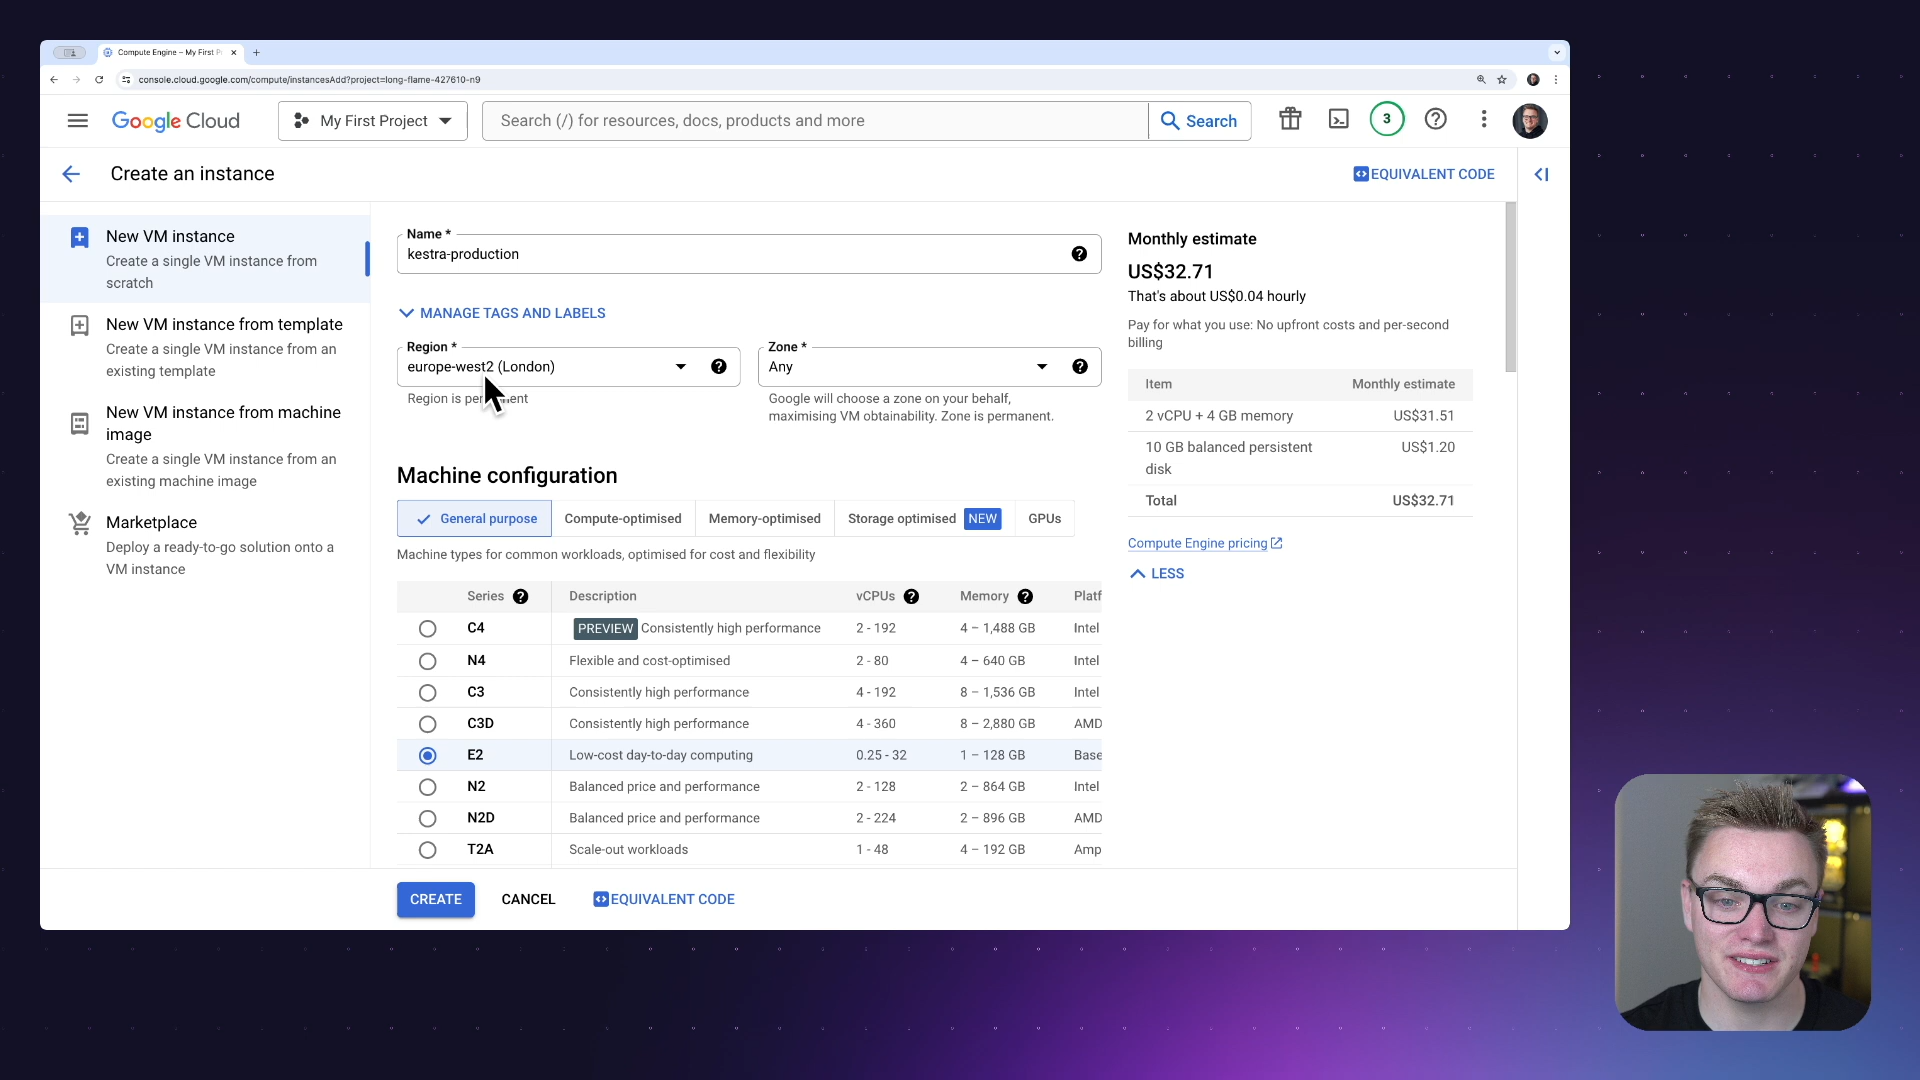 Compute Engine – My First P
console.cloud.google.com/compute/instancesAdd?project=long-flame-427610-n9
Google Cloud
My First Project
Search (/) for resources, docs, products and more
Search
3
Create an instance
EQUIVALENT CODE
New VM instance
Create a single VM instance from
scratch
New VM instance from template
Create a single VM instance from an
existing template
New VM instance from machine
image
Create a single VM instance from an
existing machine image
Marketplace
Deploy a ready-to-go solution onto a
VM instance
Name *
kestra-production
MANAGE TAGS AND LABELS
Region *
europe-west2 (London)
Region is
Zone *
Any
Google will choose a zone on your behalf,
maximising VM obtainability. Zone is permanent.
Machine configuration
General purpose
Compute-optimised
Memory-optimised
Storage optimised NEW
GPUs
Machine types for common workloads, optimised for cost and flexibility
Series Description vCPUs Memory Platf
C4 PREVIEW Consistently high performance 2 - 192 4 – 1,488 GB Intel
N4 Flexible and cost-optimised 2 - 80 4 – 640 GB Intel
C3 Consistently high performance 4 - 192 8 – 1,536 GB Intel
C3D Consistently high performance 4 - 360 8 – 2,880 GB AMD
E2 Low-cost day-to-day computing 0.25 - 32 1 – 128 GB Base
N2 Balanced price and performance 2 - 128 2 – 864 GB Intel
N2D Balanced price and performance 2 - 224 2 – 896 GB AMD
T2A Scale-out workloads 1 - 48 4 – 192 GB Amp
CREATE
CANCEL
EQUIVALENT CODE
Monthly estimate
US$32.71
That's about US$0.04 hourly
Pay for what you use: No upfront costs and per-second
billing
Item Monthly estimate
2 vCPU + 4 GB memory US$31.51
10 GB balanced persistent US$1.20
disk
Total US$32.71
Compute Engine pricing
LESS